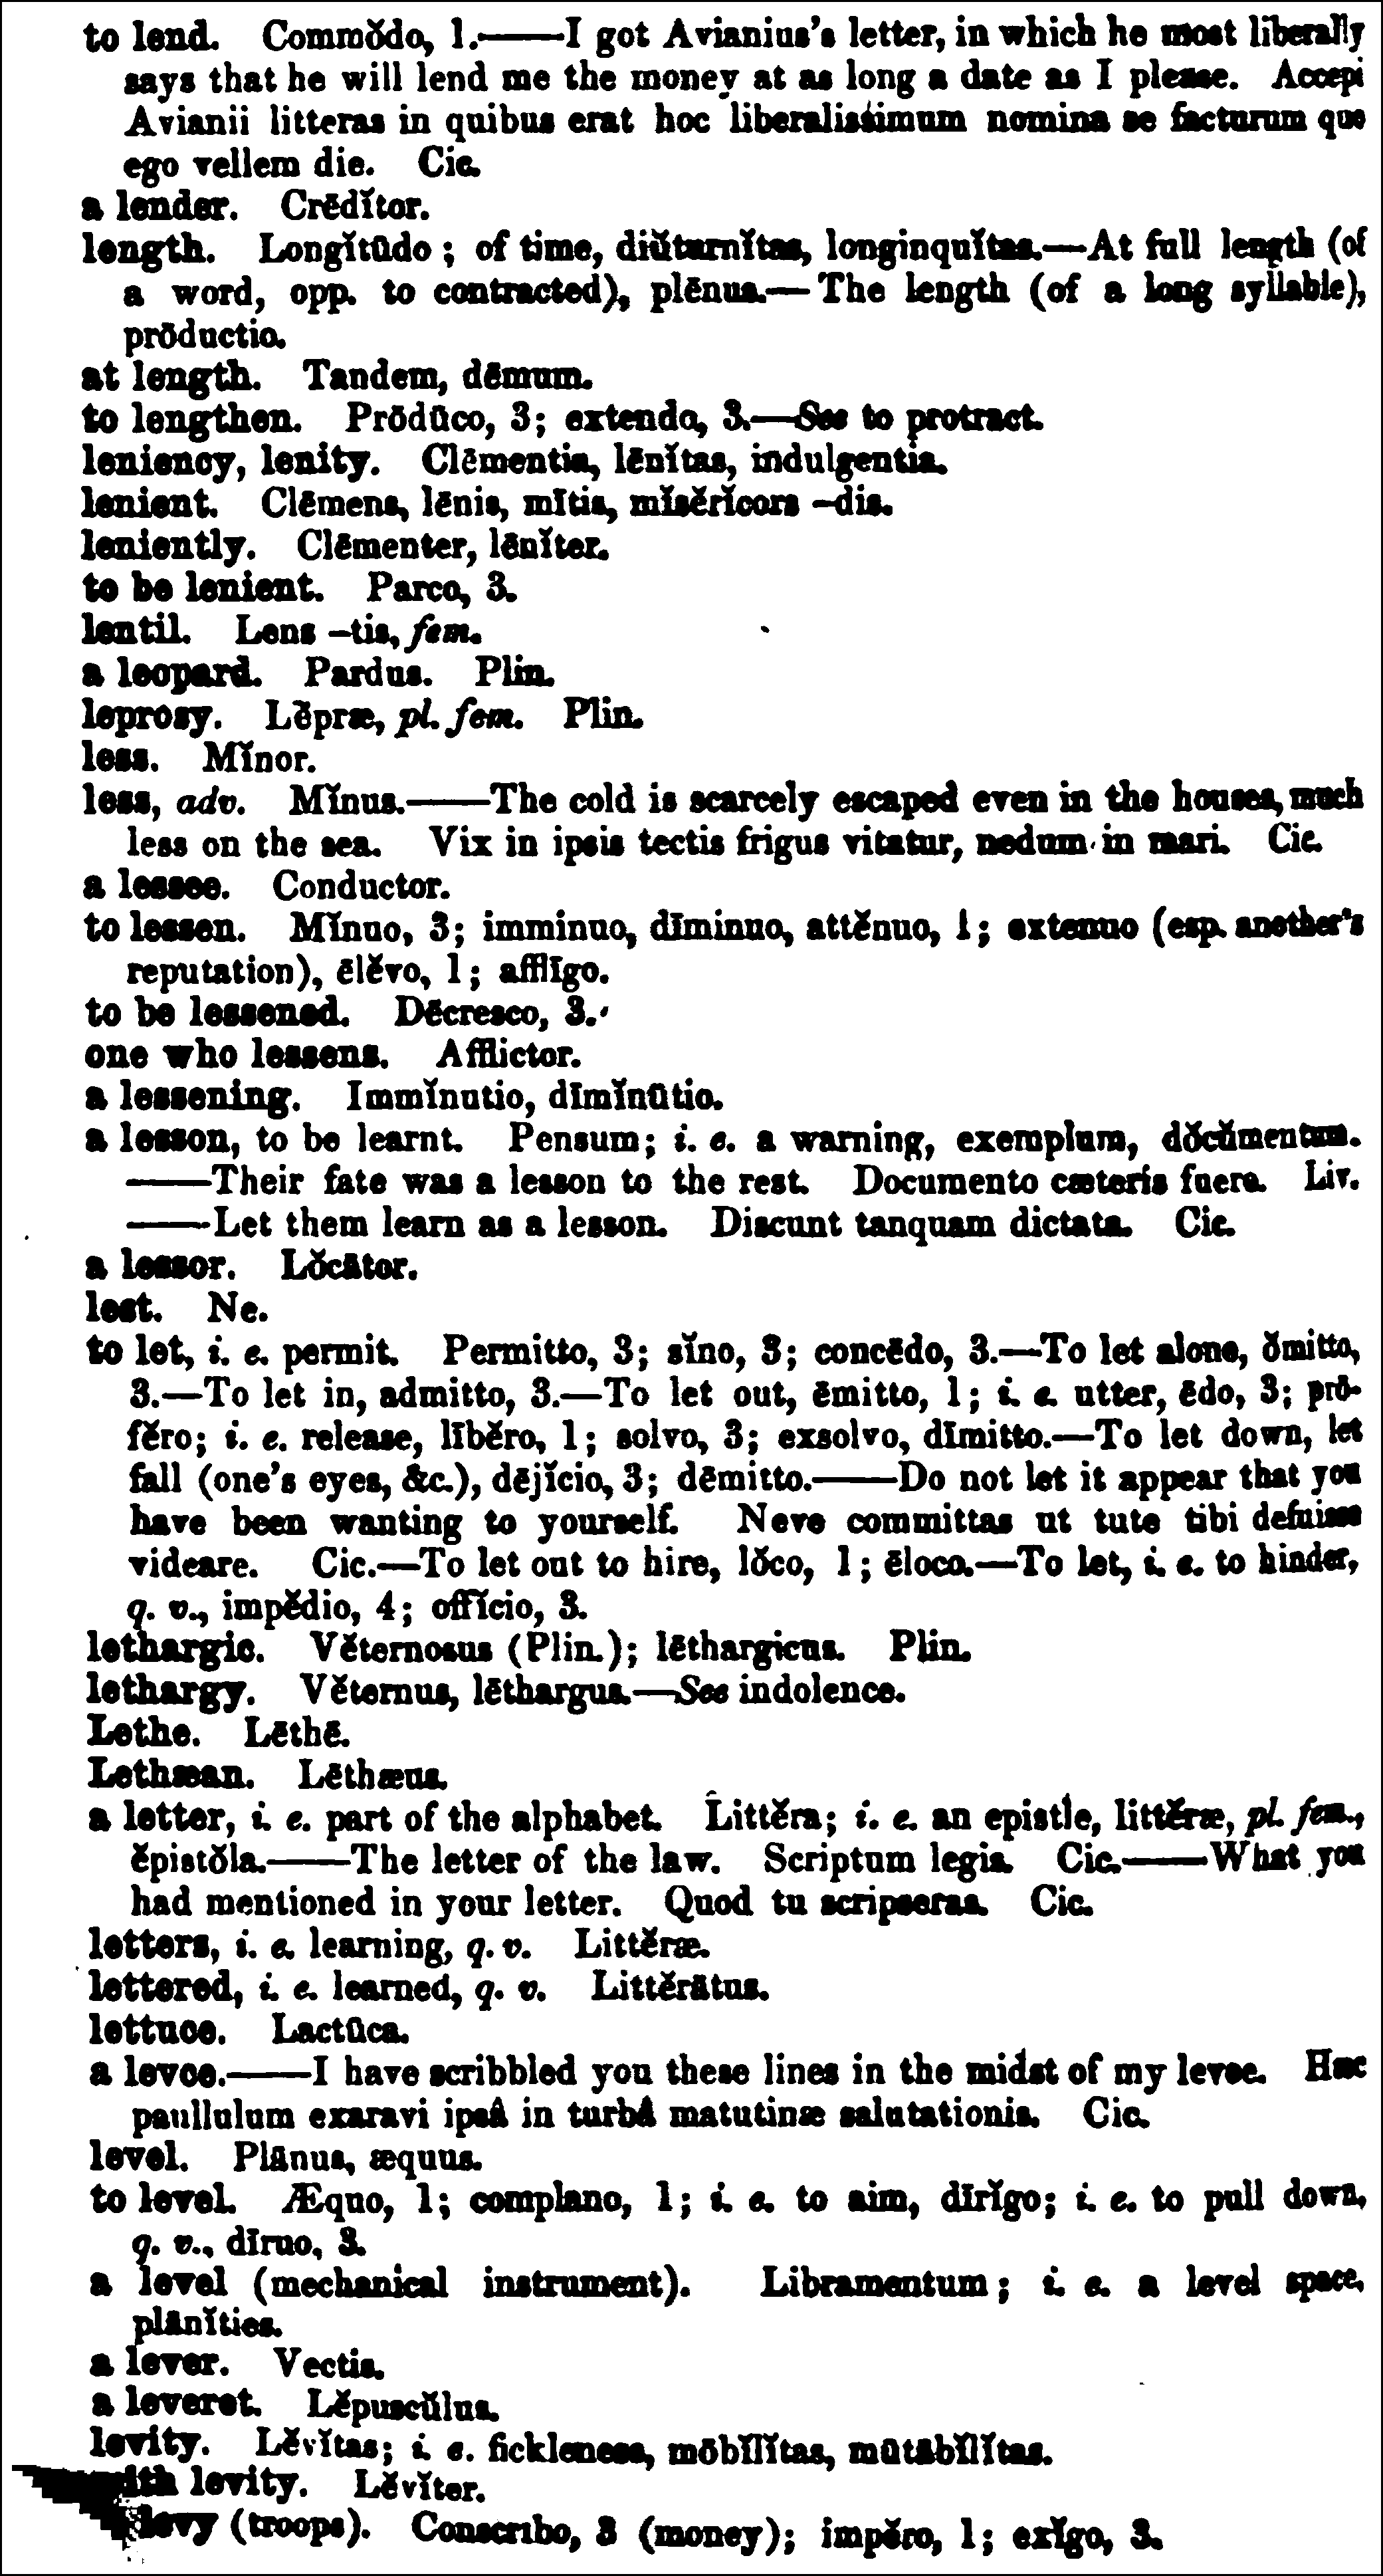 to lend. Commŏdo, 1.——I got Avianius's letter, in which he most liberally
says that he will lend me the money at as long a date as I please. Accepi
Avianii litteras in quibus erat hoc liberalissimum nomina se facturum quo
ego vellem die. Cic.
a lender. Crēdĭtor.
length. Longĭtūdo; of time, diŭturnĭtas, longinquĭtas.—At full length (of
a word, opp. to contracted), plēnus.—The length (of a long syllable),
prōductio.
at length. Tandem, dēmum.
to lengthen. Prōdūco, 3; extendo, 3.—See to protract.
leniency, lenity. Clēmentia, lēnĭtas, indulgentia.
lenient. Clēmens, lēnis, mītis, mĭsĕrĭcors –dis.
leniently. Clēmenter, lēnĭter.
to be lenient. Parco, 3.
lentil. Lens –tis, fem.
a leopard. Pardus. Plin.
leprosy. Lĕpræ, pl. fem. Plin.
less. Mĭnor.
less, adv. Mĭnus.——The cold is scarcely escaped even in the houses, much
less on the sea. Vix in ipsis tectis frigus vitatur, nedum in mari. Cic.
a lessee. Conductor.
to lessen. Mĭnuo, 3; imminuo, dīminuo, attĕnuo, 1; extenuo (esp. another's
reputation), ēlĕvo, 1; afflīgo.
to be lessened. Dēcresco, 3.
one who lessens. Afflictor.
a lessening. Immĭnutio, dīmĭnūtio.
a lesson, to be learnt. Pensum; i. e. a warning, exemplum, dŏcŭmentum.
——Their fate was a lesson to the rest. Documento cæteris fuere. Liv.
——Let them learn as a lesson. Discunt tanquam dictata. Cic.
a lessor. Lŏcātor.
lest. Ne.
to let, i. e. permit. Permitto, 3; sĭno, 3; concēdo, 3.—To let alone, ŏmitto,
3.—To let in, admitto, 3.—To let out, ēmitto, 1; i. e. utter, ēdo, 3; prō-
fĕro; i. e. release, lībĕro, 1; solvo, 3; exsolvo, dīmitto.—To let down, let
fall (one's eyes, &c.), dējĭcio, 3; dēmitto.——Do not let it appear that you
have been wanting to yourself. Neve committas ut tute tibi defuisse
videare. Cic.—To let out to hire, lŏco, 1; ēloco.—To let, i. e. to hinder,
q. v., impĕdio, 4; offĭcio, 3.
lethargic. Vĕternosus (Plin.); lēthargicus. Plin.
lethargy. Vĕternus, lēthargus.—See indolence.
Lethe. Lēthē.
Lethæan. Lēthæus.
a letter, i. e. part of the alphabet. Littĕra; i. e. an epistle, littĕræ, pl. fem.,
ĕpistŏla.——The letter of the law. Scriptum legis. Cic.——What you
had mentioned in your letter. Quod tu scripseras. Cic.
letters, i. e. learning, q. v. Littĕræ.
lettered, i. e. learned, q. v. Littĕrātus.
lettuce. Lactūca.
a levee.——I have scribbled you these lines in the midst of my levee. Hæc
paullulum exaravi ipsâ in turbâ matutinæ salutationis. Cic.
level. Plānus, æquus.
to level. Æquo, 1; complano, 1; i. e. to aim, dīrĭgo; i. e. to pull down,
q. v., dīruo, 3.
a level (mechanical instrument). Libramentum; i. e. a level space,
plānĭties.
a lever. Vectis.
a leveret. Lĕpuscŭlus.
levity. Lĕvĭtas; i. e. fickleness, mōbĭlĭtas, mūtābĭlĭtas.
with levity. Lĕvĭter.
levy (troops). Conscrībo, 3 (money); impĕro, 1; exĭgo, 3.